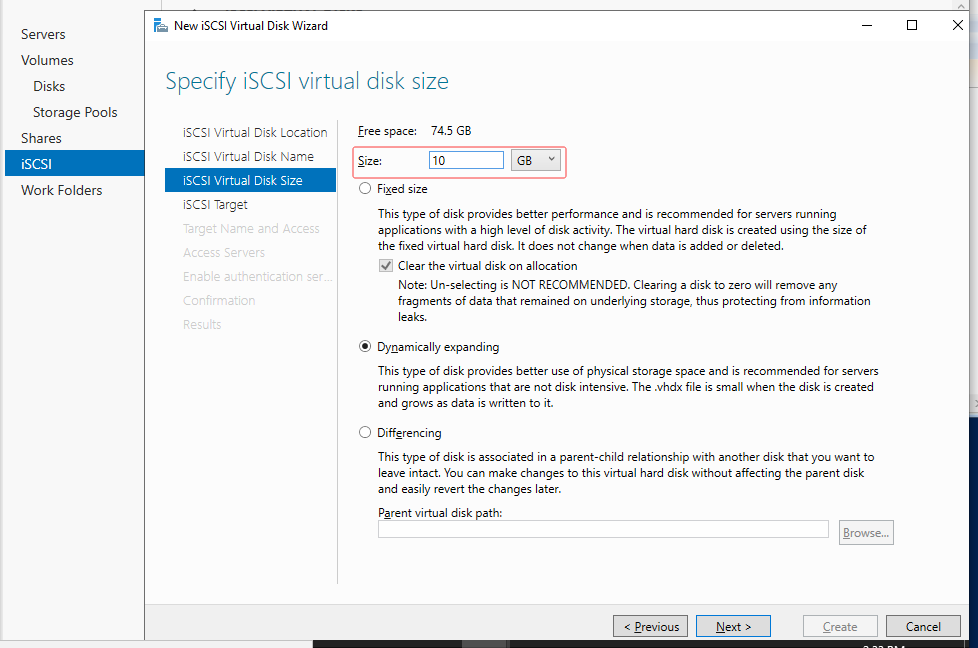 New iSCSI Virtual Disk Wizard
Servers
Volumes
Disks
Storage Pools
Shares
iSCSI
Work Folders
Specify iSCSI virtual disk size
iSCSI Virtual Disk Location
iSCSI Virtual Disk Name
iSCSI Virtual Disk Size
iSCSI Target
Target Name and Access
Access Servers
Enable authentication ser...
Confirmation
Results
Free space: 74.5 GB
Size: 10 GB
Fixed size
This type of disk provides better performance and is recommended for servers running
applications with a high level of disk activity. The virtual hard disk is created using the size of
the fixed virtual hard disk. It does not change when data is added or deleted.
Clear the virtual disk on allocation
Note: Un-selecting is NOT RECOMMENDED. Clearing a disk to zero will remove any
fragments of data that remained on underlying storage, thus protecting from information
leaks.
Dynamically expanding
This type of disk provides better use of physical storage space and is recommended for servers
running applications that are not disk intensive. The .vhdx file is small when the disk is created
and grows as data is written to it.
Differencing
This type of disk is associated in a parent-child relationship with another disk that you want to
leave intact. You can make changes to this virtual hard disk without affecting the parent disk
and easily revert the changes later.
Parent virtual disk path:
Browse...
< Previous
Next >
Create
Cancel